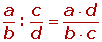 a/b : c/d = a · d / b · c